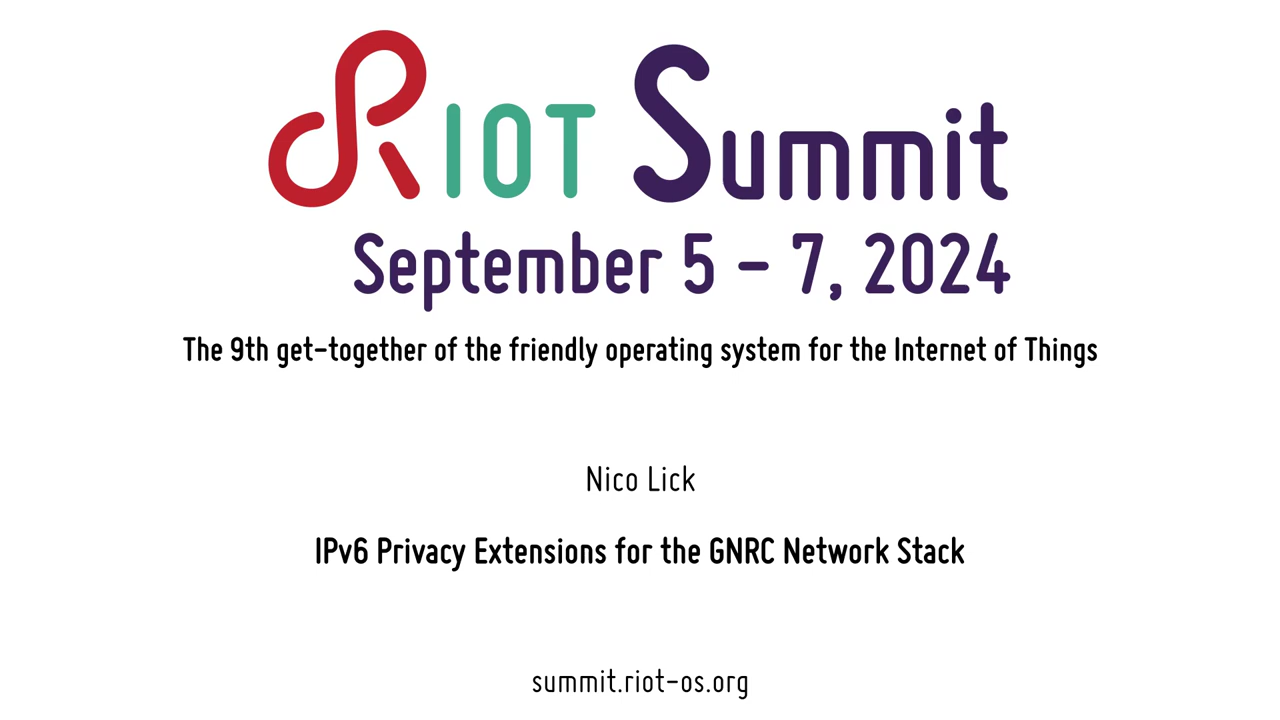 RIOT Summit
September 5 - 7, 2024
The 9th get-together of the friendly operating system for the Internet of Things
Nico Lick
IPv6 Privacy Extensions for the GNRC Network Stack
summit.riot-os.org